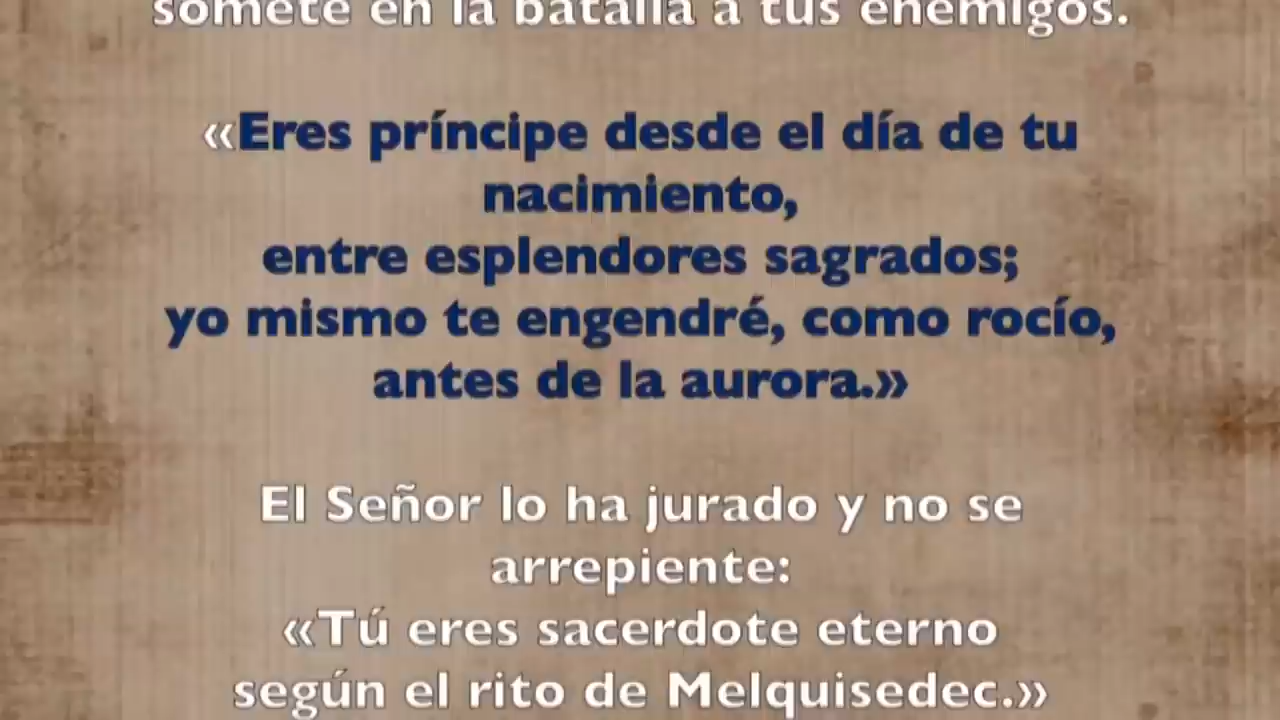 somete en la batalla a tus enemigos.
«Eres príncipe desde el día de tu
nacimiento,
entre esplendores sagrados;
yo mismo te engendré, como rocío,
antes de la aurora.»
El Señor lo ha jurado y no se
arrepiente:
«Tú eres sacerdote eterno
según el rito de Melquisedec.»